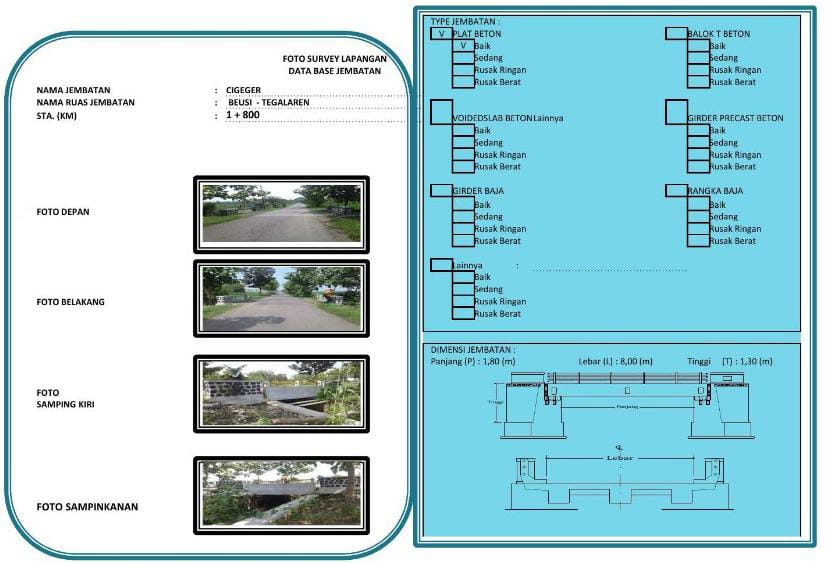 FOTO SURVEY LAPANGAN
DATA BASE JEMBATAN
NAMA JEMBATAN : CIGEGER
NAMA RUAS JEMBATAN : BEUSI - TEGALAREN
STA. (KM) : 1 + 800
FOTO DEPAN
FOTO BELAKANG
FOTO
SAMPING KIRI
FOTO SAMPINKANAN
TYPE JEMBATAN :
V PLAT BETON
V Baik
Sedang
Rusak Ringan
Rusak Berat
BALOK T BETON
Baik
Sedang
Rusak Ringan
Rusak Berat
VOIDEDSLAB BETON Lainnya
Baik
Sedang
Rusak Ringan
Rusak Berat
GIRDER PRECAST BETON
Baik
Sedang
Rusak Ringan
Rusak Berat
GIRDER BAJA
Baik
Sedang
Rusak Ringan
Rusak Berat
RANGKA BAJA
Baik
Sedang
Rusak Ringan
Rusak Berat
Lainnya :
Baik
Sedang
Rusak Ringan
Rusak Berat
DIMENSI JEMBATAN :
Panjang (P) : 1,80 (m) Lebar (L) : 8,00 (m) Tinggi (T) : 1,30 (m)
Tinggi
Panjang
Lebar